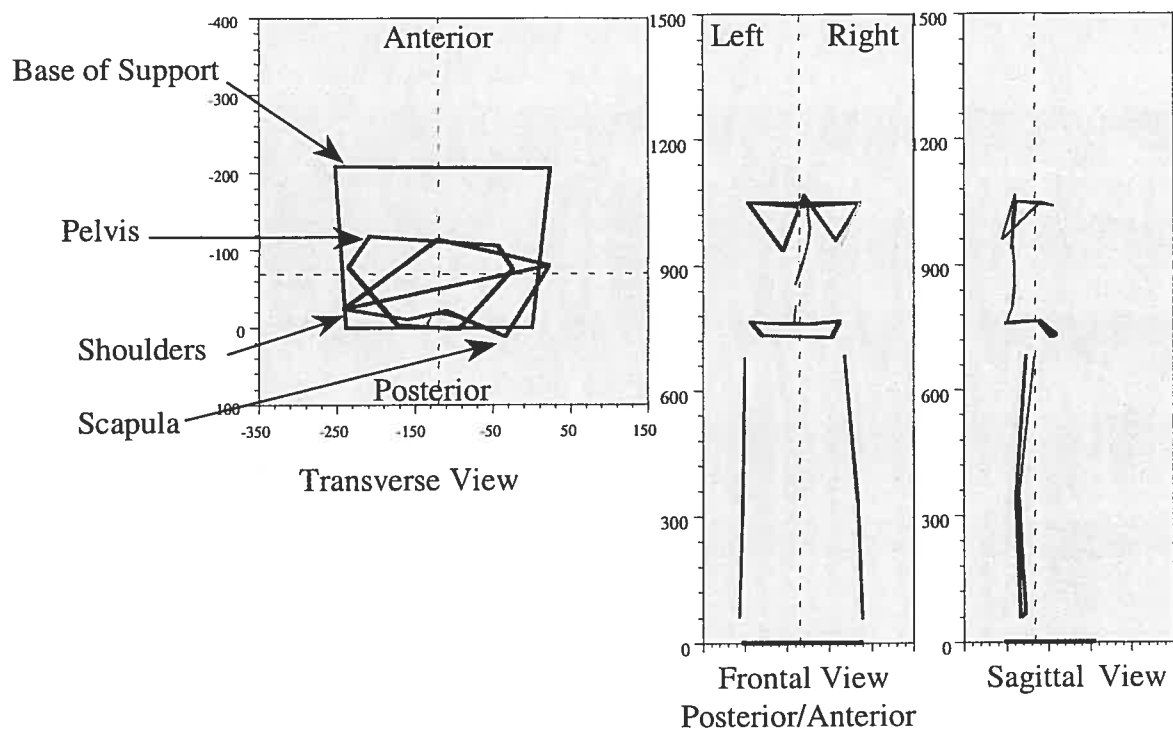 -400
-300
-200
-100
0
100
-350
-250
-150
-50
50
150
Anterior
Posterior
Base of Support
Pelvis
Shoulders
Scapula
Transverse View
1500
1200
900
600
300
0
Left Right
Frontal View
Posterior/Anterior
1500
1200
900
600
300
0
Sagittal View